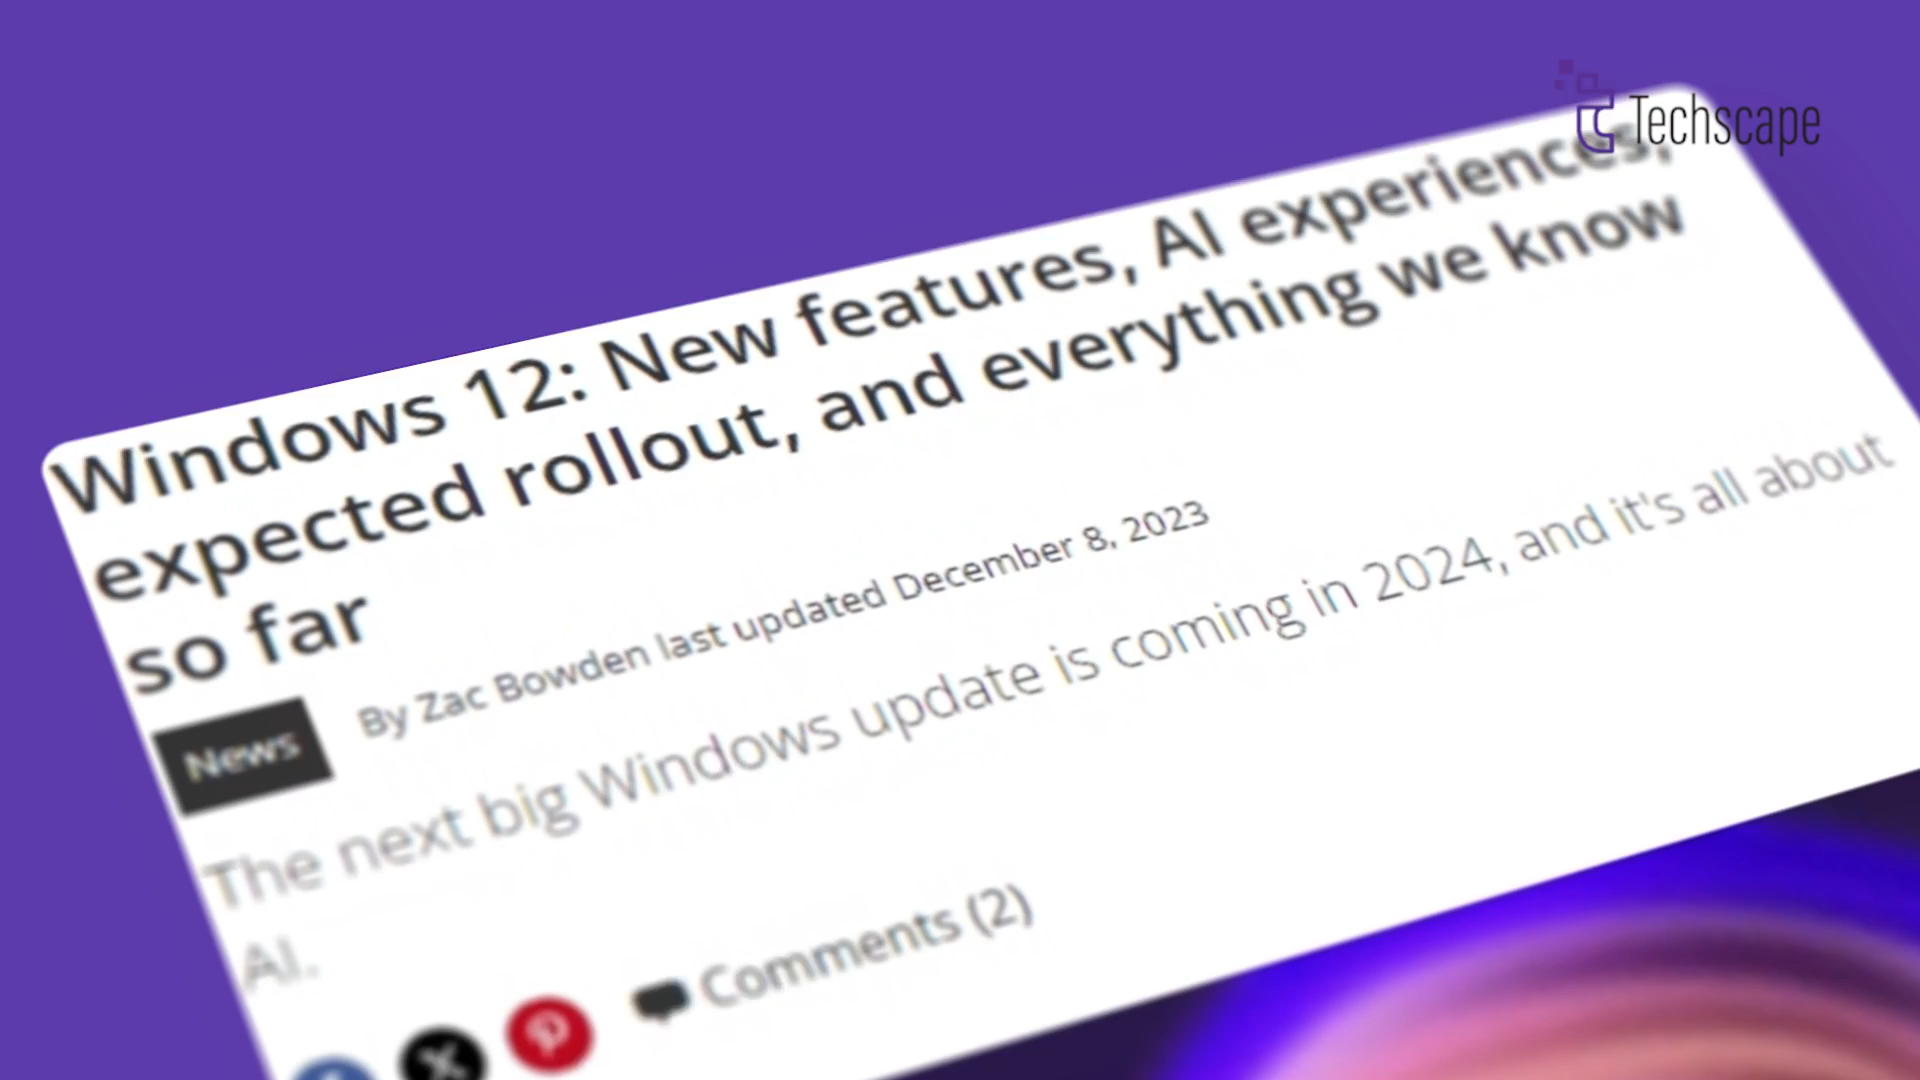 Techscape
Windows 12: New features, AI experiences,
expected rollout, and everything we know
so far
News
By Zac Bowden last updated December 8, 2023
The next big Windows update is coming in 2024, and it's all about
AI.
Comments (2)